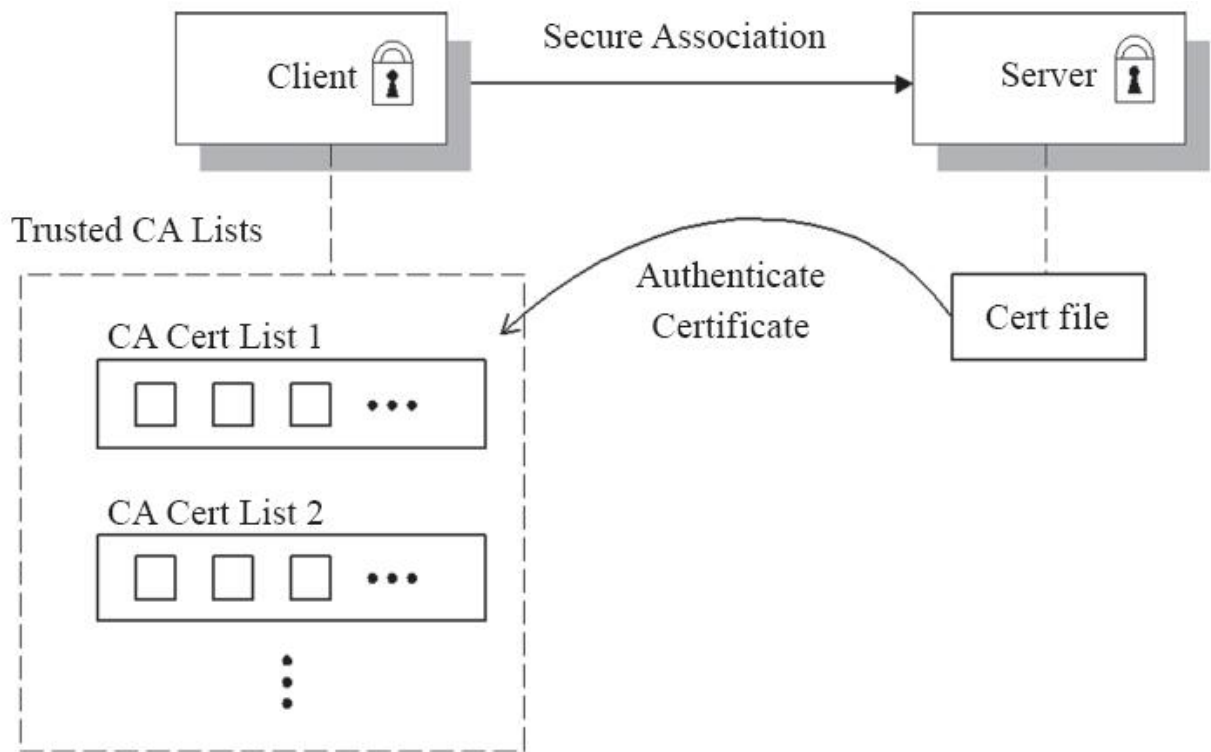 Secure Association
Client
Server
Trusted CA Lists
Authenticate
Certificate
Cert file
CA Cert List 1
•••
CA Cert List 2
•••